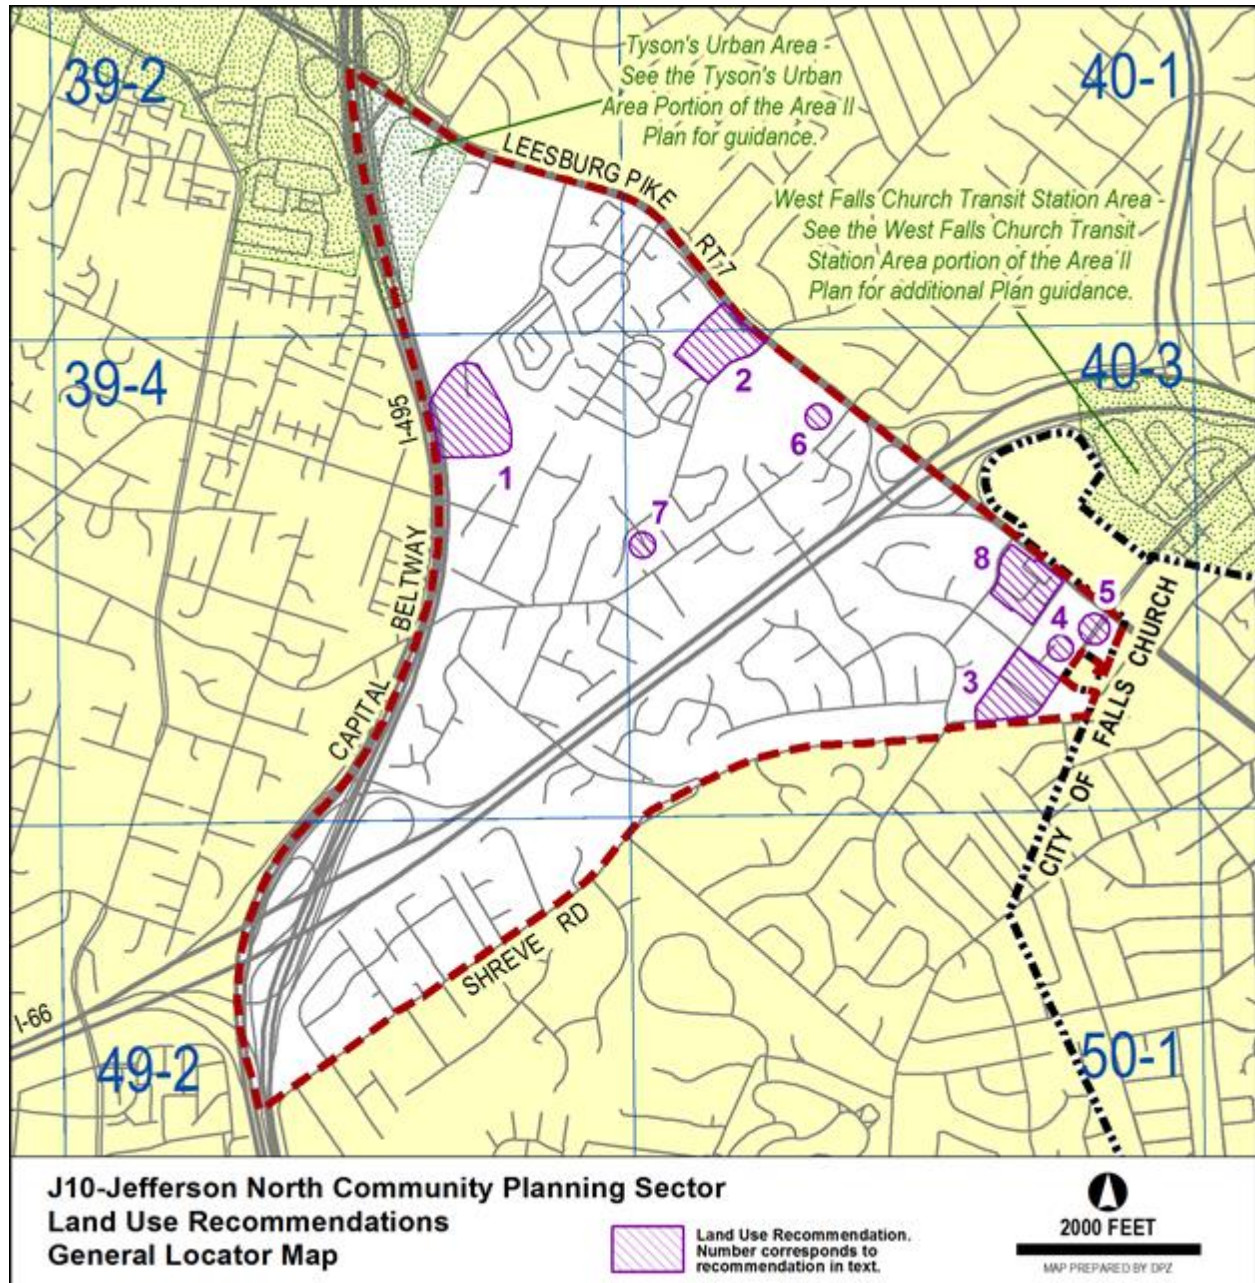 39-2
Tyson's Urban Area -
See the Tyson's Urban
Area Portion of the Area II
Plan for guidance.
40-1
LEESBURG PIKE
RT.7
West Falls Church Transit Station Area -
See the West Falls Church Transit
Station Area portion of the Area II
Plan for additional Plan guidance.
39-4
40-3
I-495
1
2
6
7
8
5
4
3
CAPITAL BELTWAY
CITY OF FALLS CHURCH
SHREVE RD
I-66
49-2
50-1
J10-Jefferson North Community Planning Sector
Land Use Recommendations
General Locator Map
Land Use Recommendation.
Number corresponds to
recommendation in text.
2000 FEET
MAP PREPARED BY DPZ